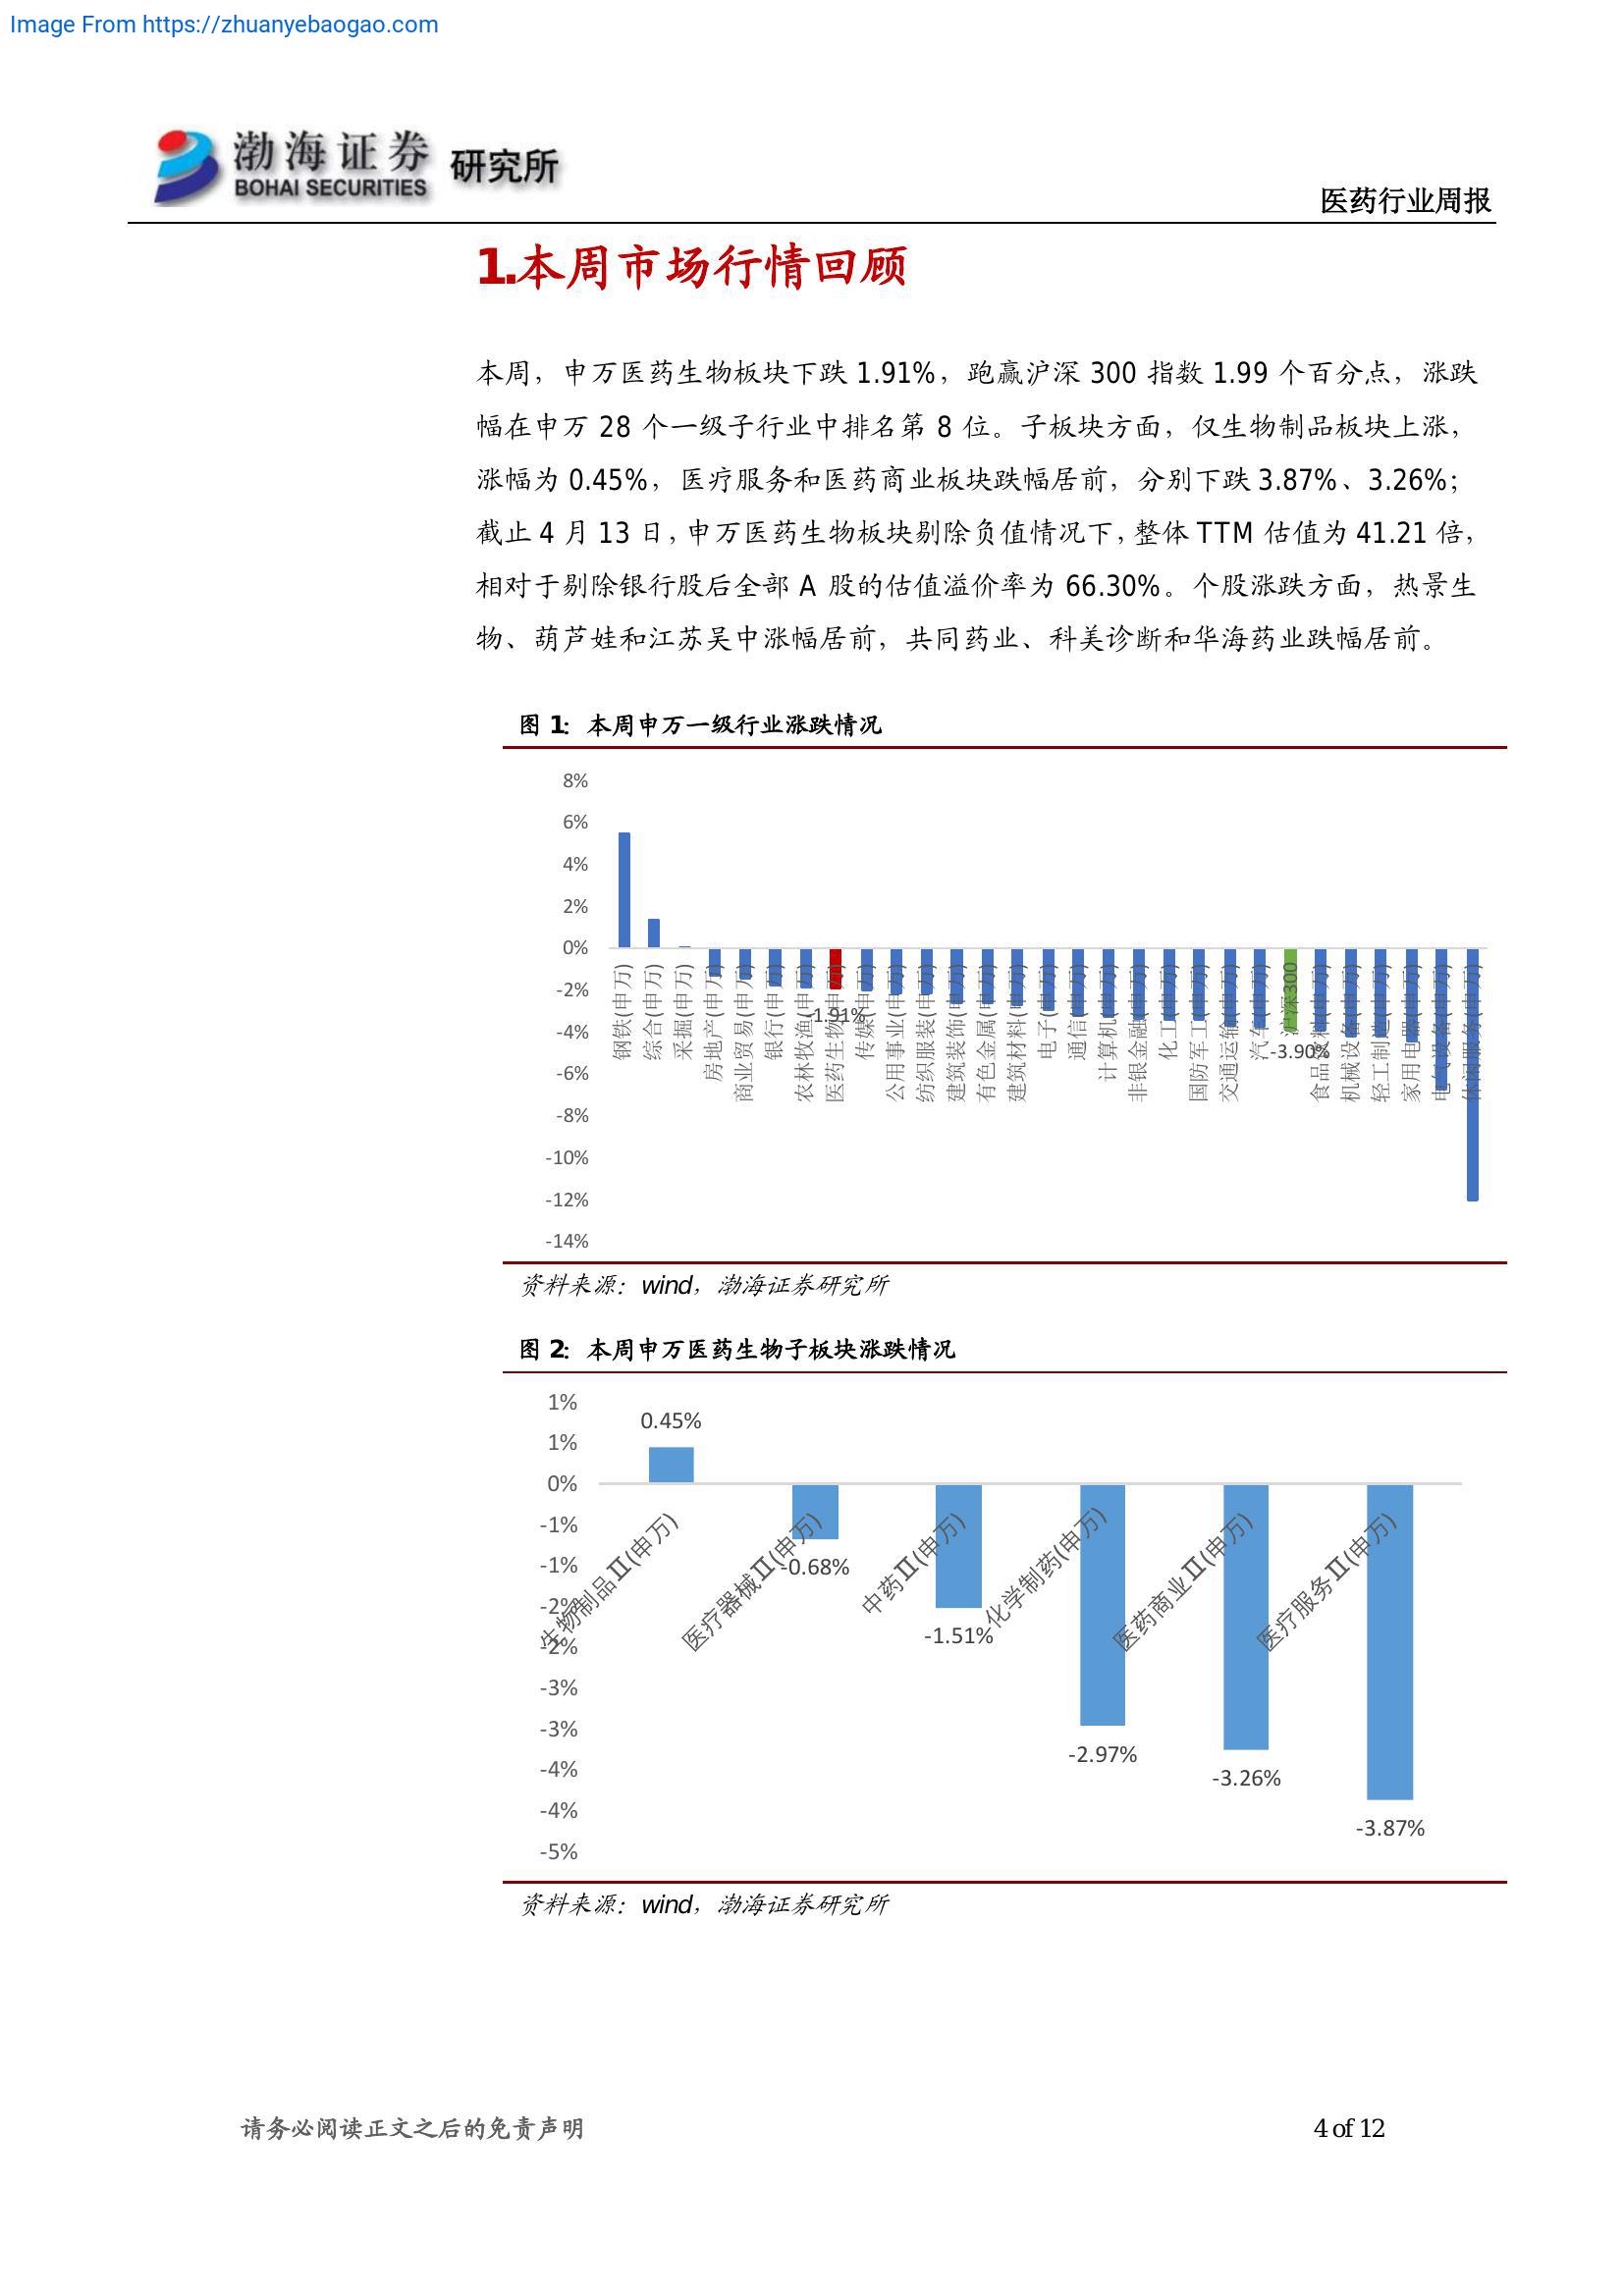 Image From https://zhuanyebaogao.com
渤海证券 研究所
BOHAI SECURITIES
医药行业周报
1.本周市场行情回顾
本周，申万医药生物板块下跌 1.91%，跑赢沪深 300 指数 1.99 个百分点，涨跌
幅在申万 28 个一级子行业中排名第 8 位。子板块方面，仅生物制品板块上涨，
涨幅为 0.45%，医疗服务和医药商业板块跌幅居前，分别下跌 3.87%、3.26%；
截止 4 月 13 日，申万医药生物板块剔除负值情况下，整体 TTM 估值为 41.21 倍，
相对于剔除银行股后全部 A 股的估值溢价率为 66.30%。个股涨跌方面，热景生
物、葫芦娃和江苏吴中涨幅居前，共同药业、科美诊断和华海药业跌幅居前。
图 1：本周申万一级行业涨跌情况
8%
6%
4%
2%
0%
-2%
-4%
-6%
-8%
-10%
-12%
-14%
钢铁(申万)
综合(申万)
采掘(申万)
房地产(申万)
商业贸易(申万)
银行(申万)
农林牧渔(申万)
医药生物(申万)
-1.91%
传媒(申万)
公用事业(申万)
纺织服装(申万)
建筑装饰(申万)
有色金属(申万)
建筑材料(申万)
电子(申万)
通信(申万)
计算机(申万)
非银金融(申万)
化工(申万)
国防军工(申万)
交通运输(申万)
汽车(申万)
沪深300
-3.90%
食品饮料(申万)
机械设备(申万)
轻工制造(申万)
家用电器(申万)
电气设备(申万)
休闲服务(申万)
资料来源：wind，渤海证券研究所
图 2：本周申万医药生物子板块涨跌情况
1%
1%
0%
-1%
-1%
-2%
-2%
-3%
-3%
-4%
-4%
-5%
0.45%
-0.68%
-1.51%
-2.97%
-3.26%
-3.87%
生物制品Ⅱ(申万)
医疗器械Ⅱ(申万)
中药Ⅱ(申万)
化学制药(申万)
医药商业Ⅱ(申万)
医疗服务Ⅱ(申万)
资料来源：wind，渤海证券研究所
请务必阅读正文之后的免责声明
4 of 12